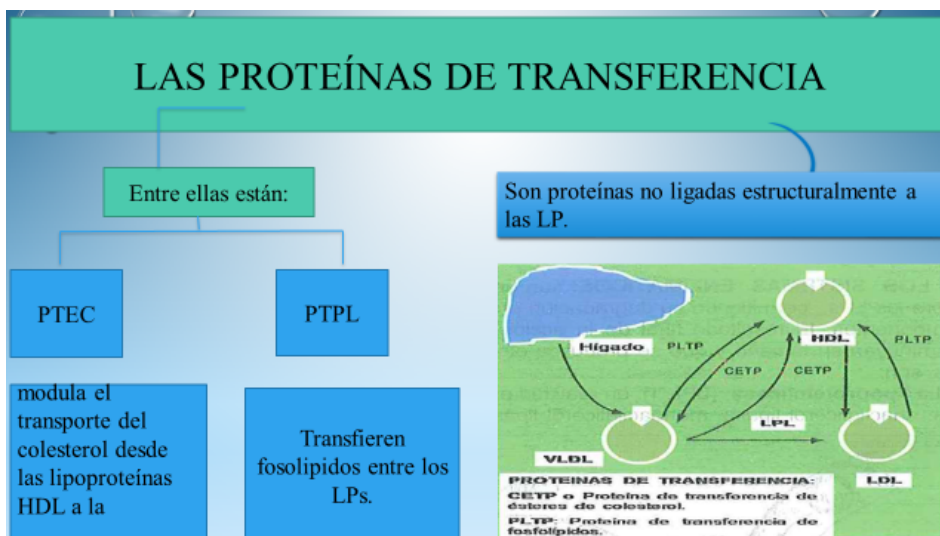 LAS PROTEÍNAS DE TRANSFERENCIA
Entre ellas están:
PTEC
modula el
transporte del
colesterol desde
las lipoproteínas
HDL a la
PTPL
Transfieren
fosolipidos entre los
LPs.
Son proteínas no ligadas estructuralmente a
las LP.
Hígado
PLTP
HDL
PLTP
CETP
CETP
LPL
VLDL
LDL
PROTEINAS DE TRANSFERENCIA:
CETP o Proteína de transferencia de
ésteres de colesterol.
PLTP: Proteína de transferencia de
fosfolípidos.